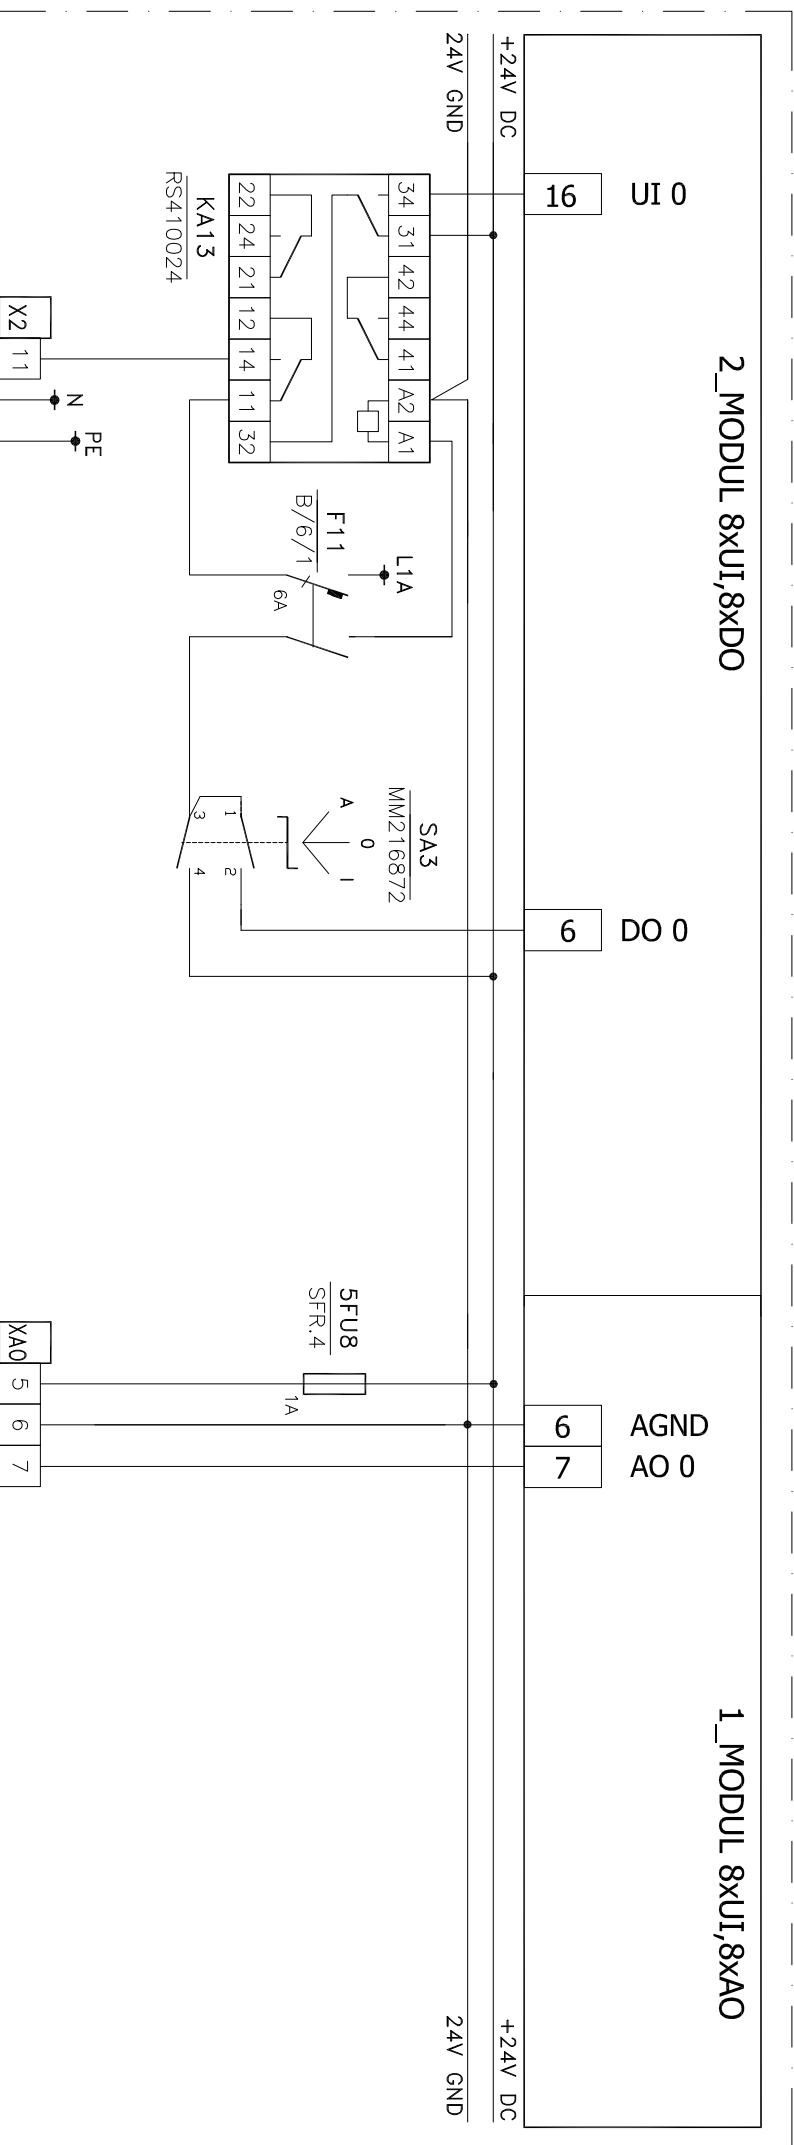 24V GND
+24V DC
16
UI 0
2_MODUL 8xUI,8xDO
34
31
42
44
41
A2
A1
22
24
21
12
14
11
32
KA13
RS410024
X2
11
N
PE
F11
B/6/1
6A
L1A
SA3
MM216872
A
0
I
1
2
3
4
6
DO 0
5FU8
SFR.4
1A
XA0
5
6
7
6
AGND
7
AO 0
1_MODUL 8xUI,8xAO
24V GND
+24V DC